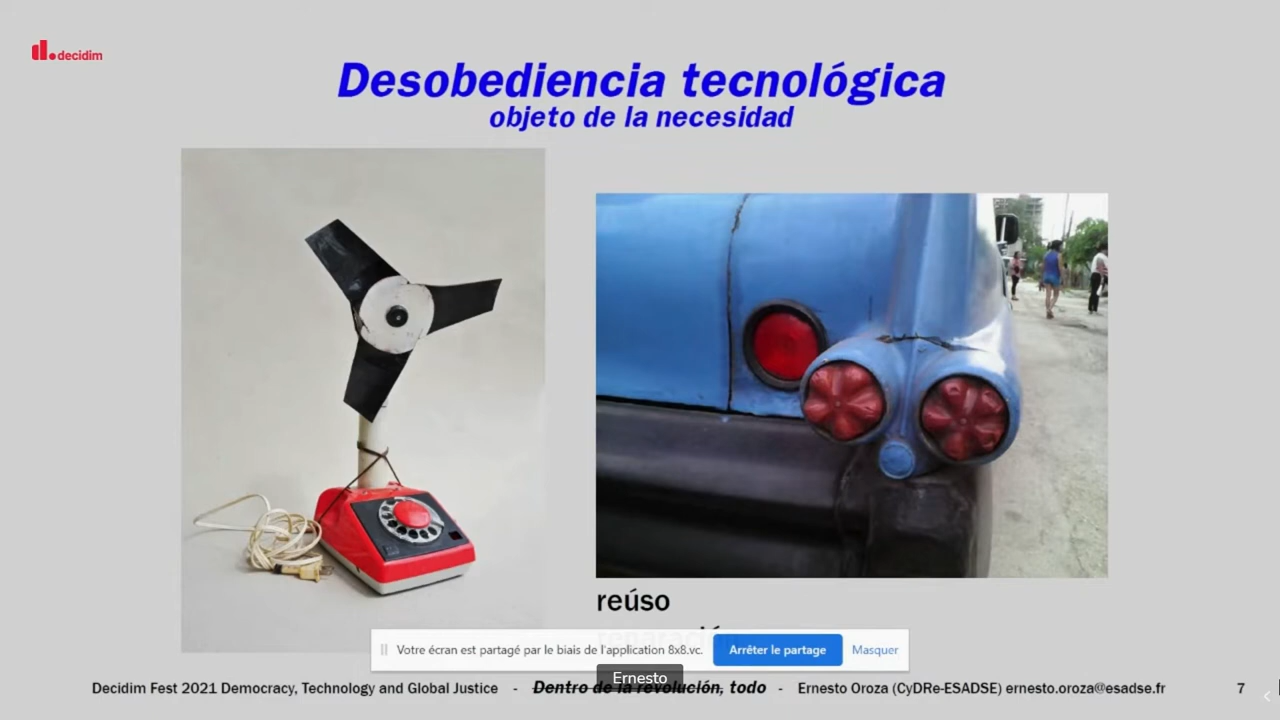 decidim
Desobediencia tecnológica
objeto de la necesidad
reúso
reparación
Votre écran est partagé par le biais de l'application 8x8.vc. Arrêter le partage Masquer
Ernesto
Decidim Fest 2021 Democracy, Technology and Global Justice - Dentro de la revolución, todo - Ernesto Oroza (CyDRe-ESADSE) ernesto.oroza@esadse.fr 7